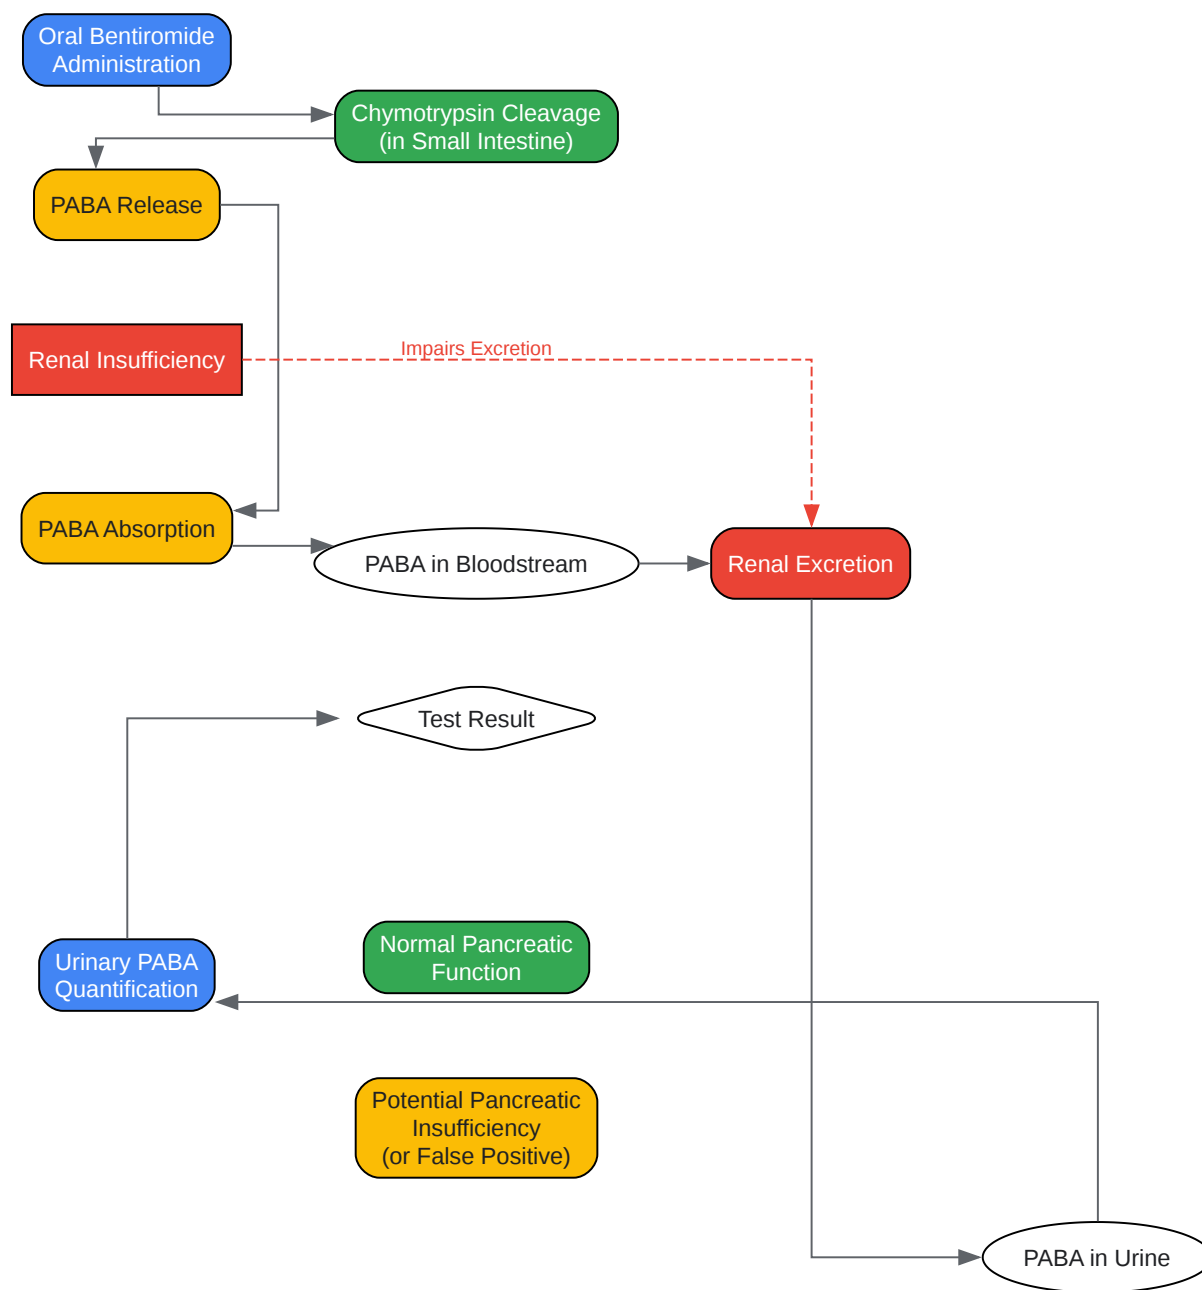 Oral Bentiromide
Administration
Chymotrypsin Cleavage
(in Small Intestine)
PABA Release
Impairs Excretion
Renal Insufficiency
PABA Absorption
PABA in Bloodstream
Renal Excretion
Test Result
Normal Pancreatic
Function
Urinary PABA
Quantification
Potential Pancreatic
Insufficiency
(or False Positive)
PABA in Urine